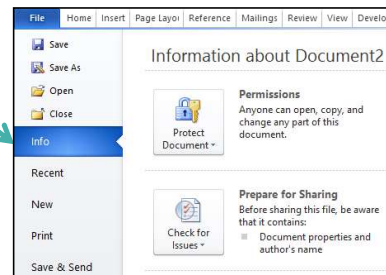 File Home Insert Page Layou Reference Mailings Review View Develo
Save
Save As
Open
Close
Info
Recent
New
Print
Save & Send
Information about Document2
Protect
Document
Permissions
Anyone can open, copy, and
change any part of this
document.
Check for
Issues
Prepare for Sharing
Before sharing this file, be aware
that it contains:
Document properties and
author's name